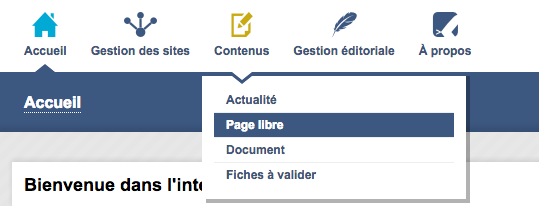 Accueil Gestion des sites Contenus Gestion éditoriale À propos
Accueil
Actualité
Page libre
Document
Fiches à valider
Bienvenue dans l'inte